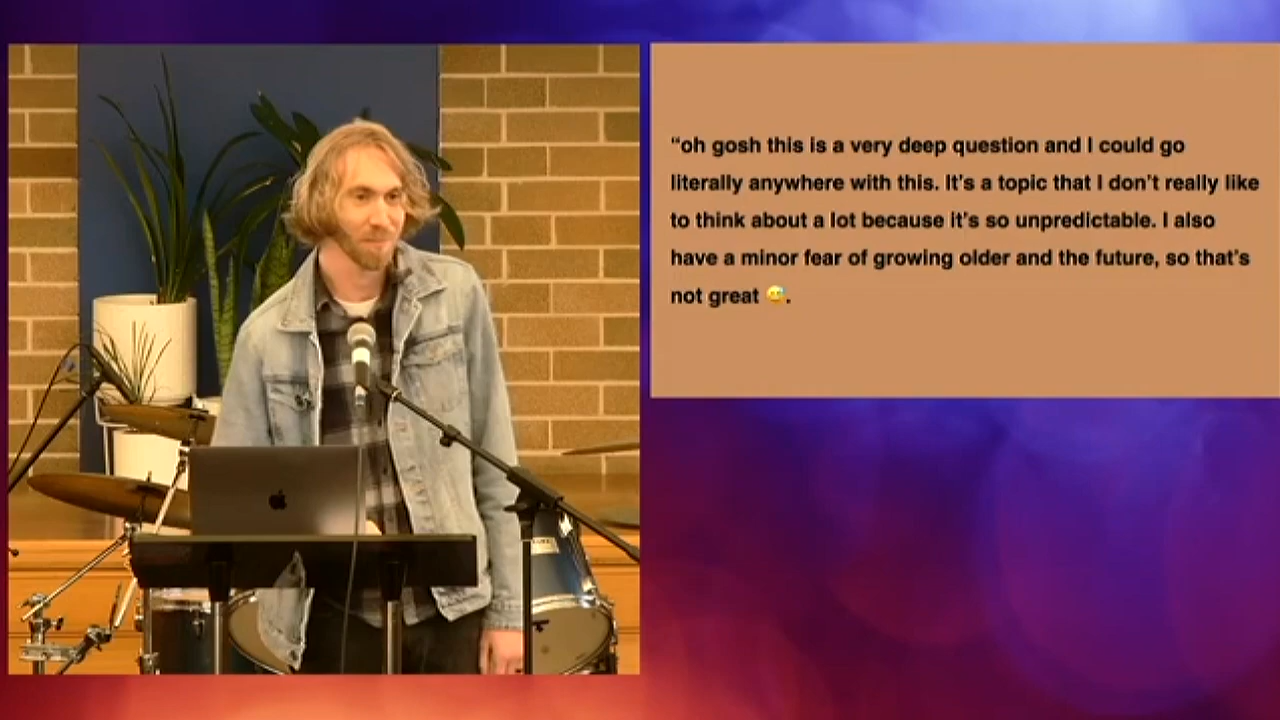 “oh gosh this is a very deep question and I could go
literally anywhere with this. It’s a topic that I don’t really like
to think about a lot because it’s so unpredictable. I also
have a minor fear of growing older and the future, so that’s
not great 😅.